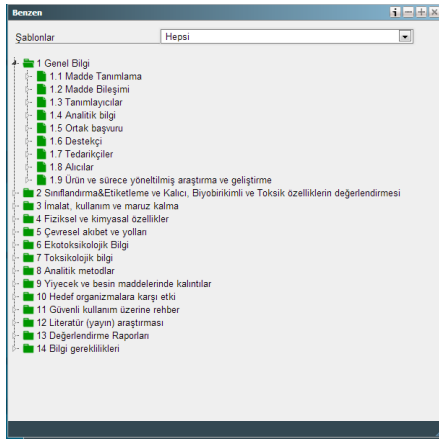 Benzen
Şablonlar Hepsi
1 Genel Bilgi
1.1 Madde Tanımlama
1.2 Madde Bileşimi
1.3 Tanımlayıcılar
1.4 Analitik bilgi
1.5 Ortak başvuru
1.6 Destekçi
1.7 Tedarikçiler
1.8 Alıcılar
1.9 Ürün ve sürece yöneltilmiş araştırma ve geliştirme
2 Sınıflandırma&Etiketleme ve Kalıcı, Biyobirikimli ve Toksik özelliklerin değerlendirmesi
3 İmalat, kullanım ve maruz kalma
4 Fiziksel ve kimyasal özellikler
5 Çevresel akıbet ve yolları
6 Ekotoksikolojik Bilgi
7 Toksikolojik bilgi
8 Analitik metodlar
9 Yiyecek ve besin maddelerinde kalıntılar
10 Hedef organizmalara karşı etki
11 Güvenli kullanım üzerine rehber
12 Literatür (yayın) araştırması
13 Değerlendirme Raporları
14 Bilgi gereklilikleri